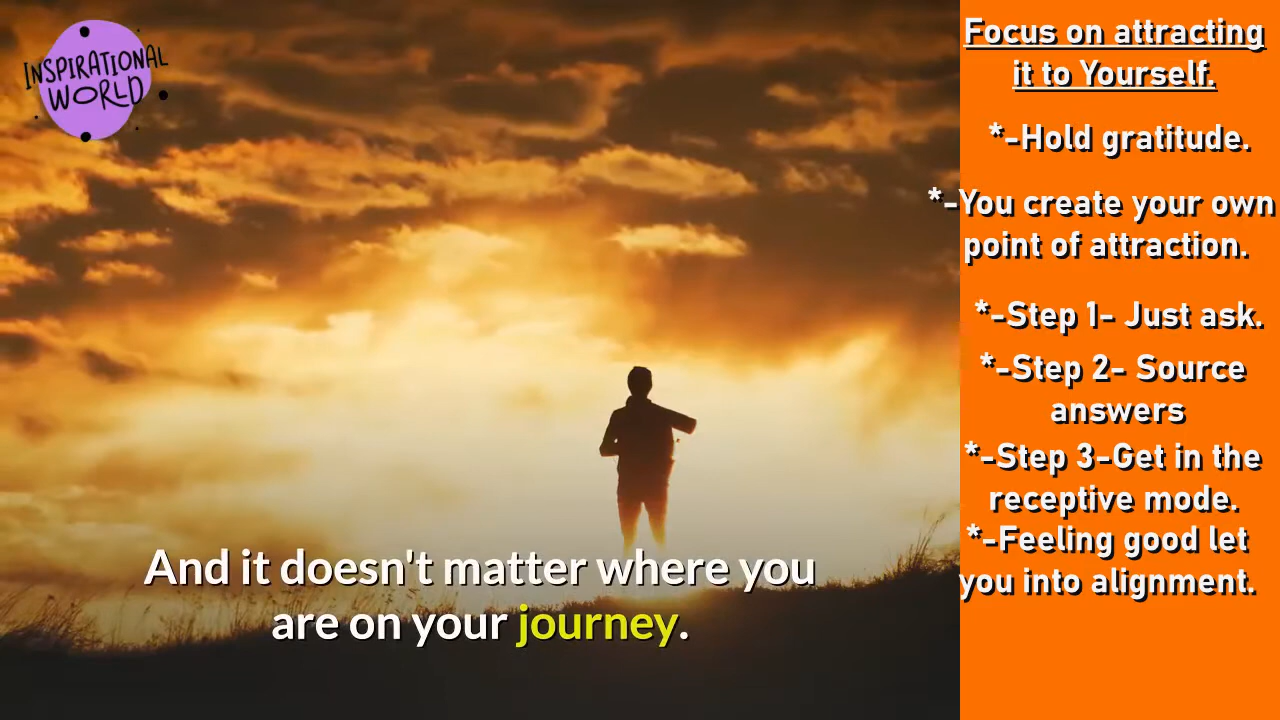 INSPIRATIONAL
WORLD
Focus on attracting
it to Yourself.
*-Hold gratitude.
*-You create your own
point of attraction.
*-Step 1- Just ask.
*-Step 2- Source
answers
*-Step 3-Get in the
receptive mode.
*-Feeling good let
you into alignment.
And it doesn't matter where you
are on your journey.